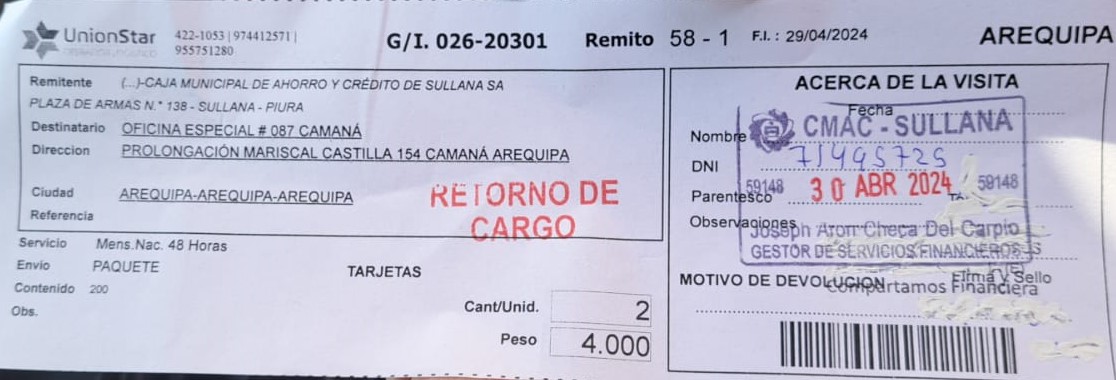 UnionStar
422-1053 | 974412571 |
955751280
G/I. 026-20301
Remito 58 - 1
F.I. : 29/04/2024
AREQUIPA
Remitente (...)-CAJA MUNICIPAL DE AHORRO Y CRÉDITO DE SULLANA SA
PLAZA DE ARMAS N.° 138 - SULLANA - PIURA
Destinatario OFICINA ESPECIAL # 087 CAMANÁ
Direccion PROLONGACIÓN MARISCAL CASTILLA 154 CAMANÁ AREQUIPA
Ciudad AREQUIPA-AREQUIPA-AREQUIPA
Referencia
RETORNO DE
CARGO
Servicio Mens.Nac. 48 Horas
Envio PAQUETE
Contenido 200
Obs.
TARJETAS
Cant/Unid. 2
Peso 4.000
ACERCA DE LA VISITA
Fecha
Nombre
CMAC - SULLANA
DNI 71495725
Parentesco
59148 30 ABR 2024 59148
Observaciones
Joseph Aron Checa Del Carpio
GESTOR DE SERVICIOS FINANCIEROS
Firma y Sello
MOTIVO DE DEVOLUCION
Compartamos Financiera